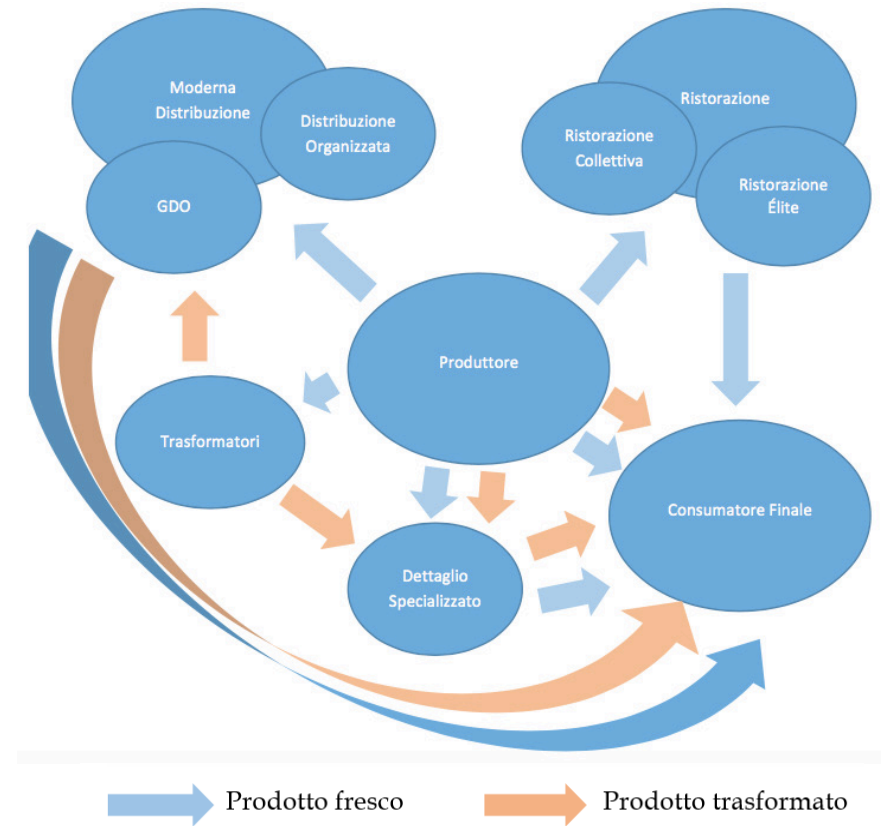 Moderna
Distribuzione
Distribuzione
Organizzata
GDO
Ristorazione
Ristorazione
Collettiva
Ristorazione
Élite
Produttore
Trasformatori
Consumatore Finale
Dettaglio
Specializzato
Prodotto fresco
Prodotto trasformato